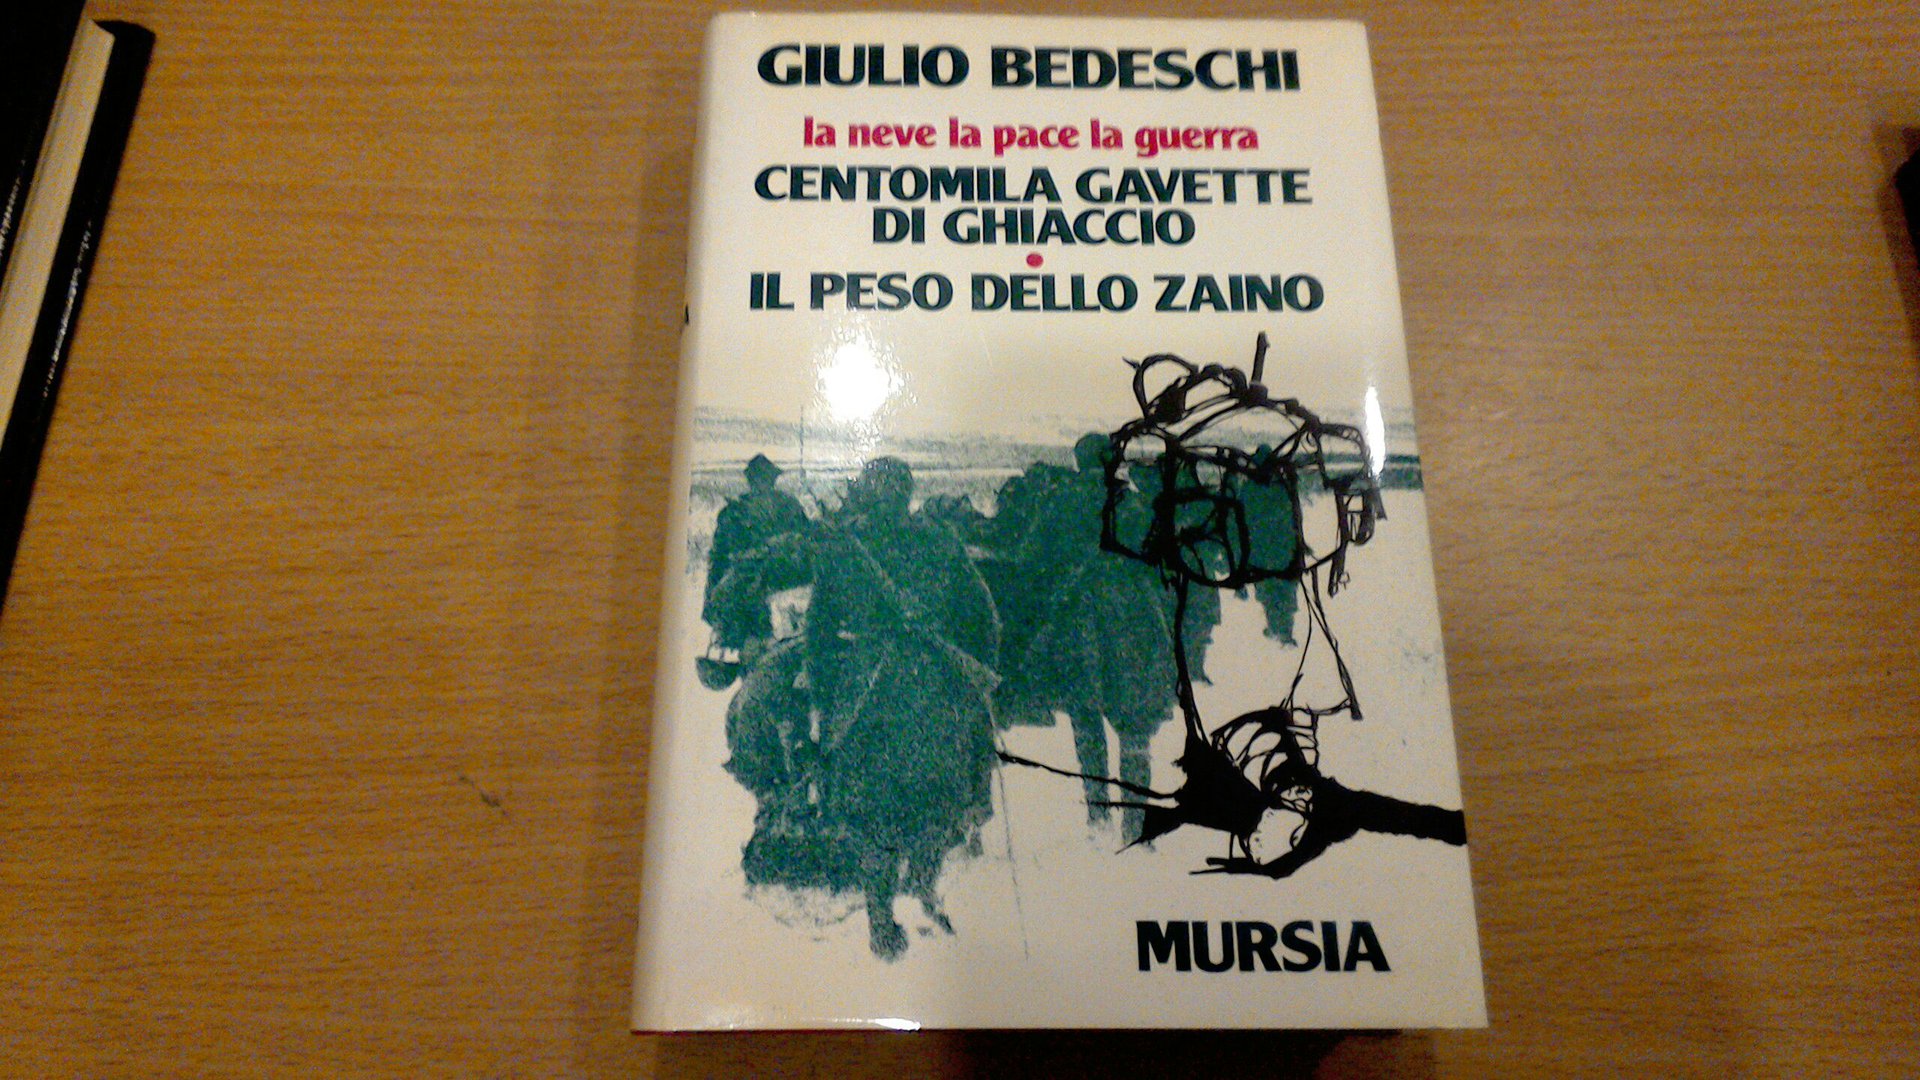 GIULIO BEDESCHI
la neve la pace la guerra
CENTOMILA GAVETTE
DI GHIACCIO
•
IL PESO DELLO ZAINO
MURSIA